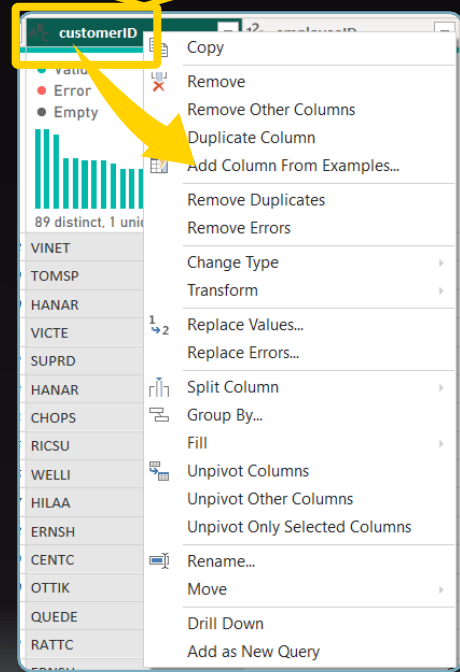 ABC customerID
Copy
Error
Remove
Empty
Remove Other Columns
Duplicate Column
Add Column From Examples...
Remove Duplicates
89 distinct, 1
Remove Errors
VINET
Change Type
TOMSP
Transform
HANAR
VICTE
1 2 Replace Values...
SUPRD
Replace Errors...
HANAR
Split Column
CHOPS
Group By...
RICSU
Fill
WELLI
Unpivot Columns
HILAA
Unpivot Other Columns
ERNSH
Unpivot Only Selected Columns
CENTC
Rename...
OTTIK
Move
QUEDE
Drill Down
RATTC
Add as New Query